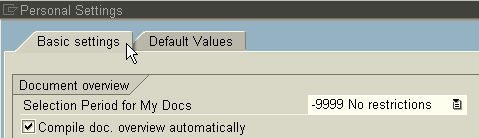 Personal Settings
Basic settings Default Values
Document overview
Selection Period for My Docs -9999 No restrictions
Compile doc. overview automatically